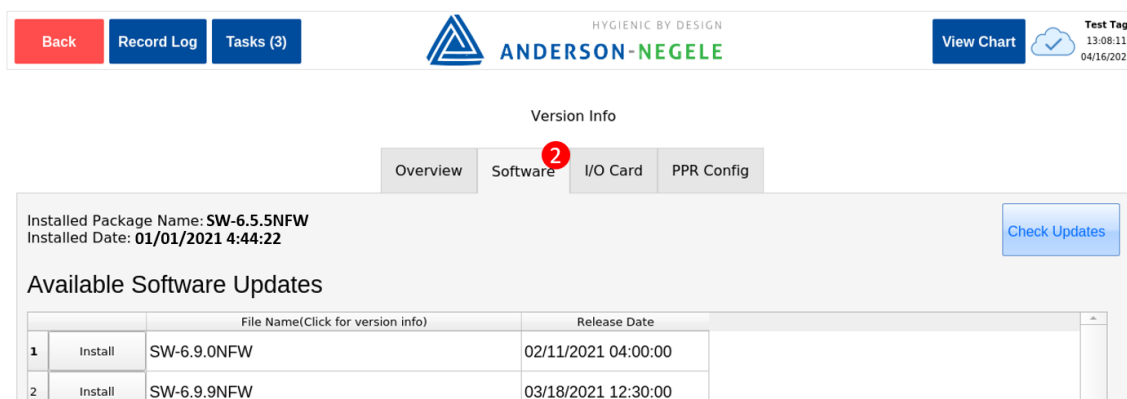 Back
Record Log
Tasks (3)
HYGIENIC BY DESIGN
ANDERSON-NEGELE
View Chart
Test Tag
13:08:11
04/16/202
Version Info
Overview
Software
2
I/O Card
PPR Config
Installed Package Name: SW-6.5.5NFW
Installed Date: 01/01/2021 4:44:22
Check Updates
Available Software Updates
File Name(Click for version info) Release Date
1 Install SW-6.9.0NFW 02/11/2021 04:00:00
2 Install SW-6.9.9NFW 03/18/2021 12:30:00